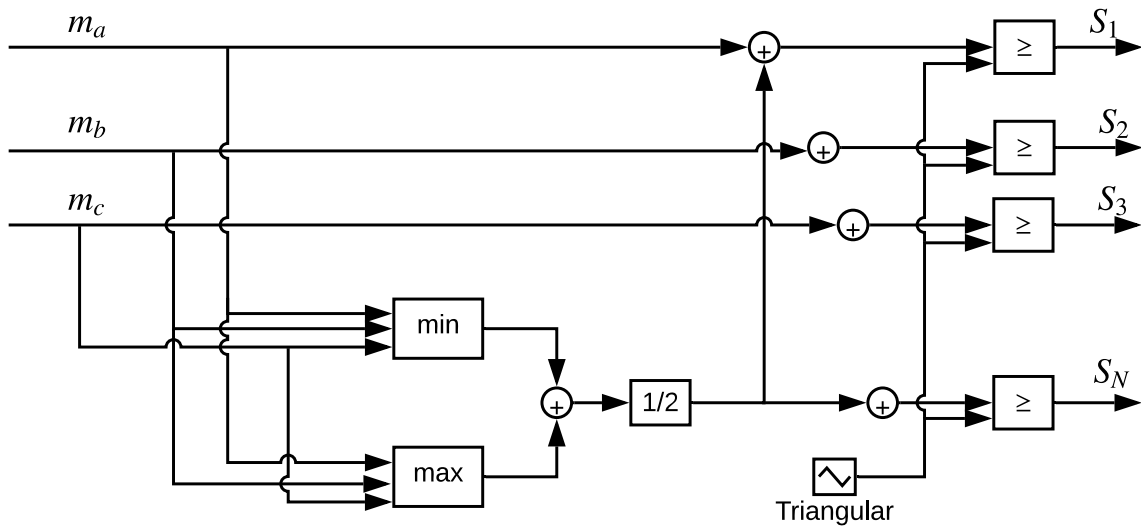 m_a
S_1
+
≥
m_b
S_2
+
≥
m_c
S_3
+
≥
min
S_N
+
1/2
+
≥
max
Triangular